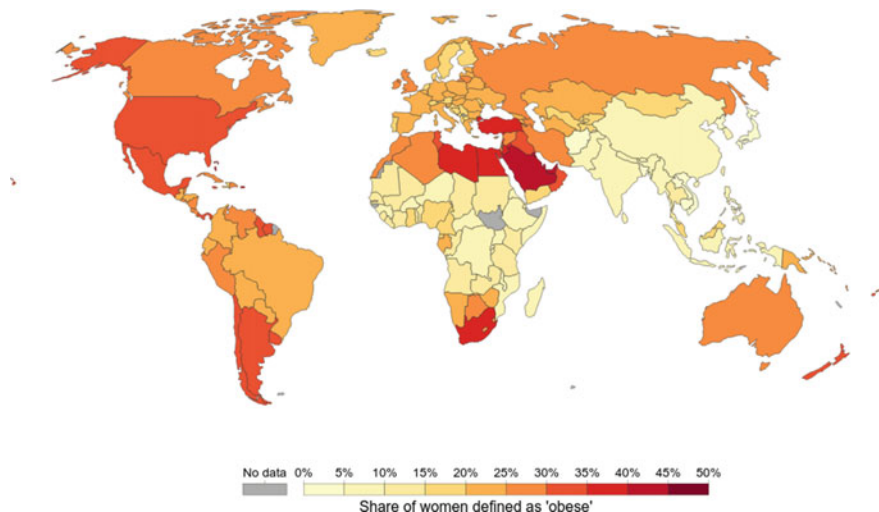 No data 0% 5% 10% 15% 20% 25% 30% 35% 40% 45% 50%
Share of women defined as 'obese'